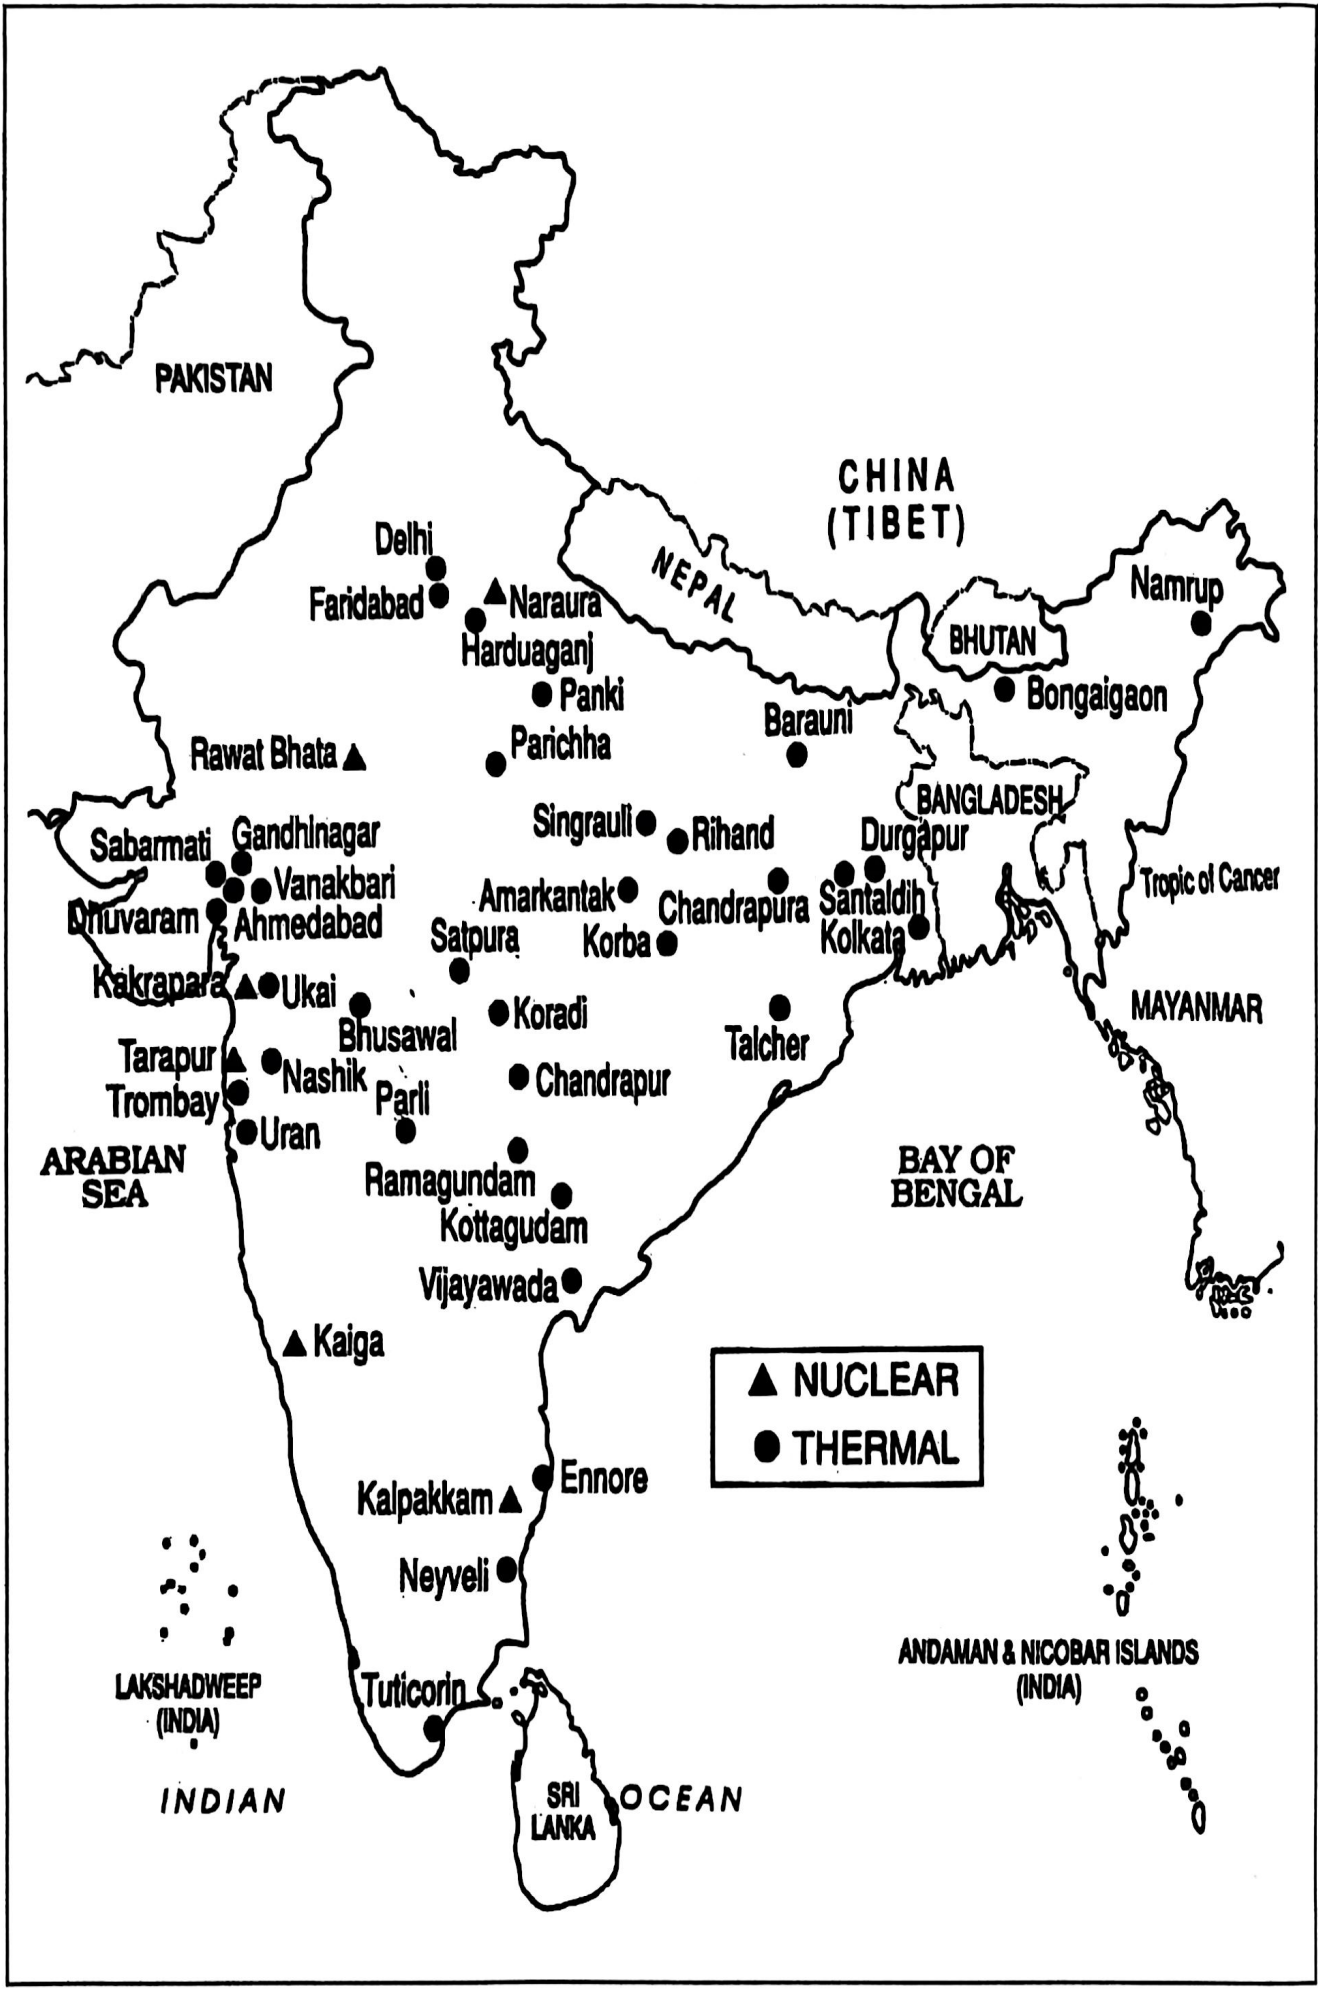 PAKISTAN
CHINA
(TIBET)
NEPAL
BHUTAN
BANGLADESH
Delhi
Faridabad
Naraura
Harduaganj
Namrup
Panki
Bongaigaon
Barauni
Rawat Bhata
Parichha
Singrauli
Rihand
Durgapur
Sabarmati
Gandhinagar
Vanakbari
Amarkantak
Chandrapura
Santaldih
Tropic of Cancer
Dhuvaram
Ahmedabad
Satpura
Korba
Kolkata
Kakrapara
Ukai
Koradi
MAYANMAR
Bhusawal
Talcher
Tarapur
Nashik
Chandrapur
Trombay
Parli
Uran
ARABIAN
SEA
BAY OF
BENGAL
Ramagundam
Kottagudam
Vijayawada
Kaiga
NUCLEAR
THERMAL
Ennore
Kalpakkam
Neyveli
LAKSHADWEEP
(INDIA)
Tuticorin
ANDAMAN & NICOBAR ISLANDS
(INDIA)
INDIAN
SRI
LANKA
OCEAN